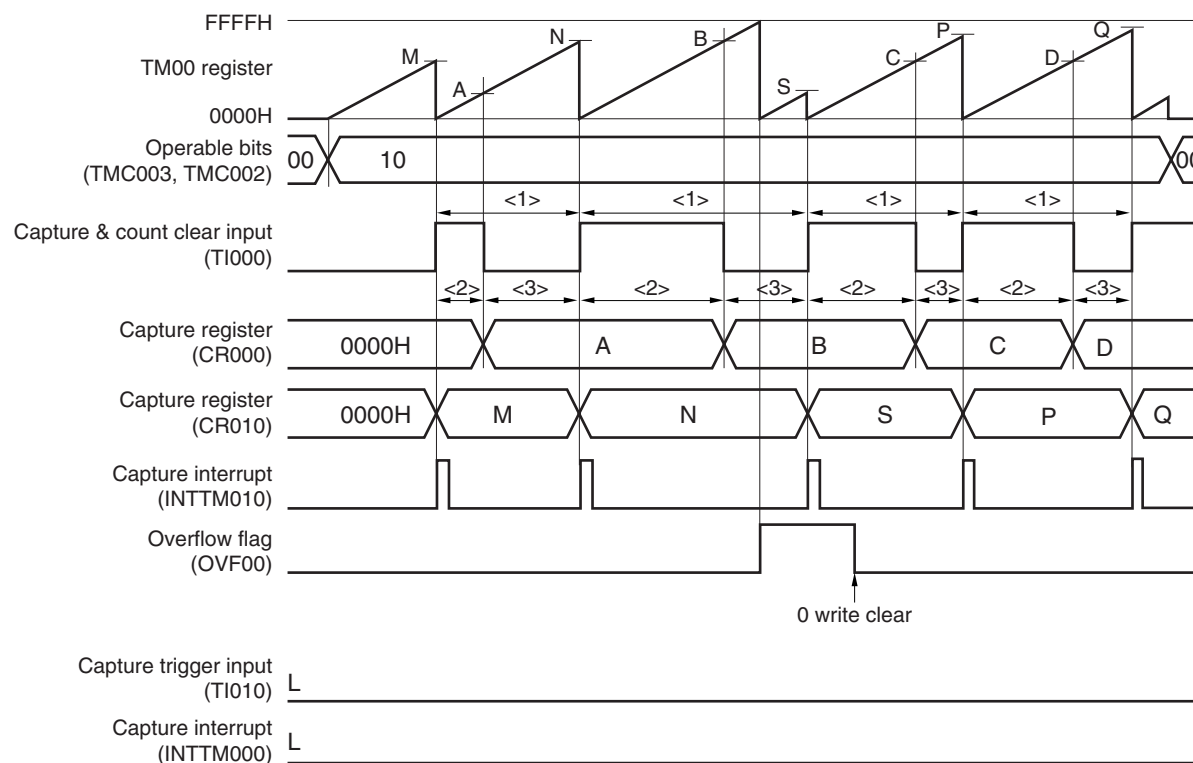 FFFFH
TM00 register
0000H
M
A
N
B
S
C
P
D
Q
Operable bits
(TMC003, TMC002)
00
10
00
<1>
<1>
<1>
<1>
Capture & count clear input
(TI000)
<2>
<3>
<2>
<3>
<2>
<3>
<2>
<3>
Capture register
(CR000)
0000H
A
B
C
D
Capture register
(CR010)
0000H
M
N
S
P
Q
Capture interrupt
(INTTM010)
Overflow flag
(OVF00)
0 write clear
Capture trigger input
(TI010)
L
Capture interrupt
(INTTM000)
L